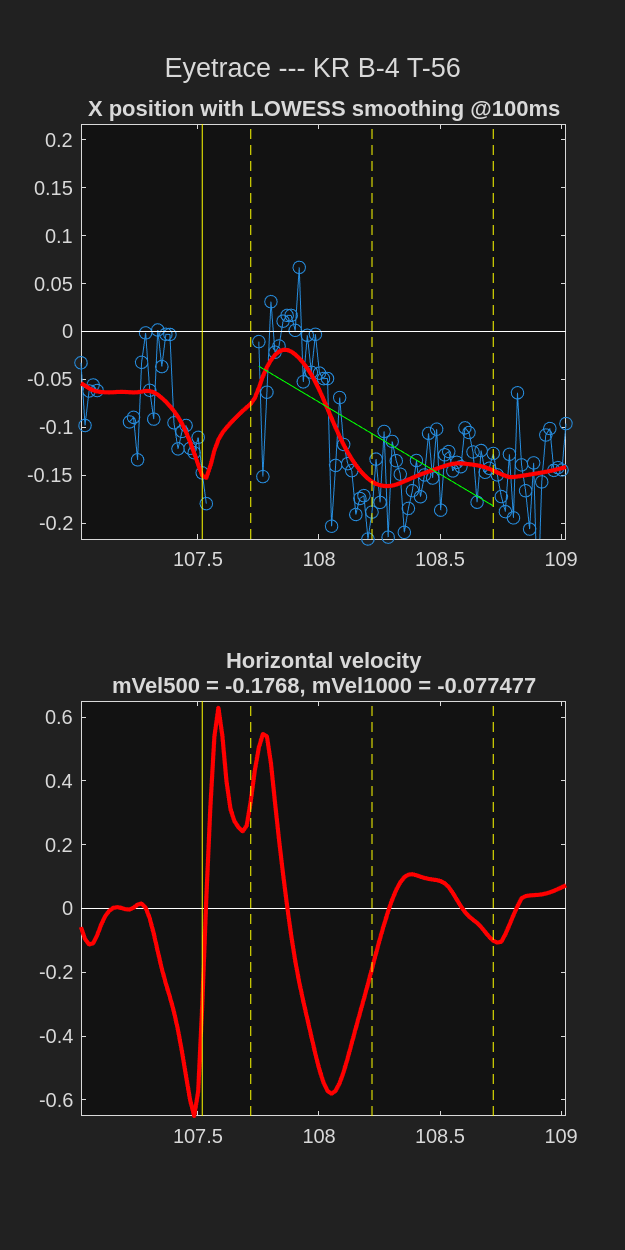 Eyetrace --- KR B-4 T-56
X position with LOWESS smoothing @100ms
0.2
0.15
0.1
0.05
0
-0.05
-0.1
-0.15
-0.2
107.5 108 108.5 109
Horizontal velocity
mVel500 = -0.1768, mVel1000 = -0.077477
0.6
0.4
0.2
0
-0.2
-0.4
-0.6
107.5 108 108.5 109